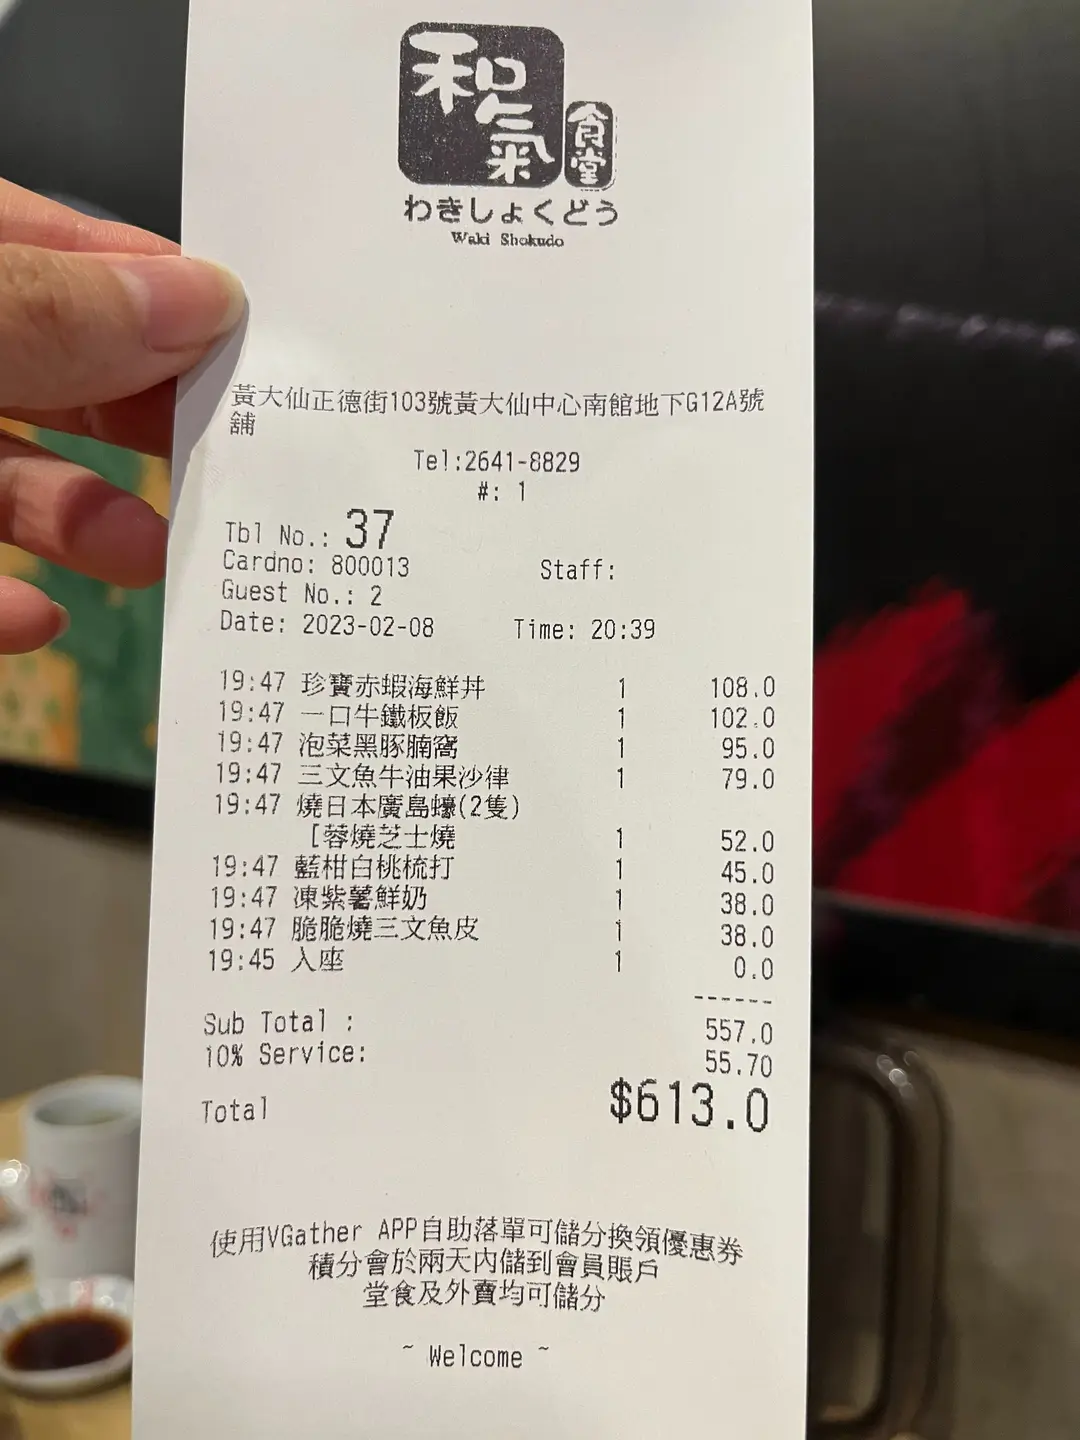 和氣
食堂
わきしょくどう
Waki Shokudo
黃大仙正德街103號黃大仙中心南館地下G12A號
舖
Tel:2641-8829
#: 1
Tbl No.: 37
Cardno: 800013 Staff:
Guest No.: 2
Date: 2023-02-08 Time: 20:39
19:47 珍寶赤蝦海鮮丼 1 108.0
19:47 一口牛鐵板飯 1 102.0
19:47 泡菜黑豚腩窩 1 95.0
19:47 三文魚牛油果沙律 1 79.0
19:47 燒日本廣島蠔(2隻)
[蓉燒芝士燒 1 52.0
19:47 藍柑白桃梳打 1 45.0
19:47 凍紫薯鮮奶 1 38.0
19:47 脆脆燒三文魚皮 1 38.0
19:45 入座 1 0.0
------
Sub Total : 557.0
10% Service: 55.70
Total $613.0
使用VGather APP自助落單可儲分換領優惠券
積分會於兩天內儲到會員賬戶
堂食及外賣均可儲分
~ Welcome ~